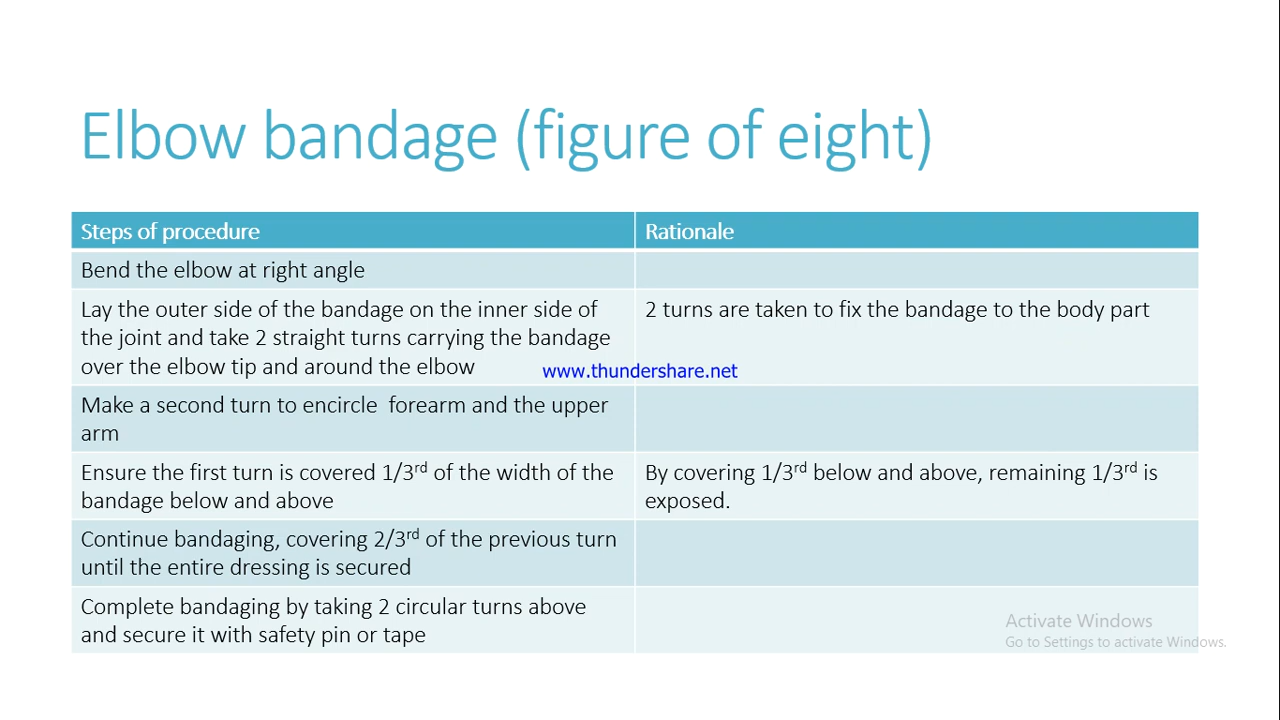 Elbow bandage (figure of eight)
Steps of procedure
Rationale
Bend the elbow at right angle
Lay the outer side of the bandage on the inner side of
the joint and take 2 straight turns carrying the bandage
over the elbow tip and around the elbow
2 turns are taken to fix the bandage to the body part
www.thundershare.net
Make a second turn to encircle  forearm and the upper
arm
Ensure the first turn is covered 1/3rd of the width of the
bandage below and above
By covering 1/3rd below and above, remaining 1/3rd is
exposed.
Continue bandaging, covering 2/3rd of the previous turn
until the entire dressing is secured
Complete bandaging by taking 2 circular turns above
and secure it with safety pin or tape
Activate Windows
Go to Settings to activate Windows.